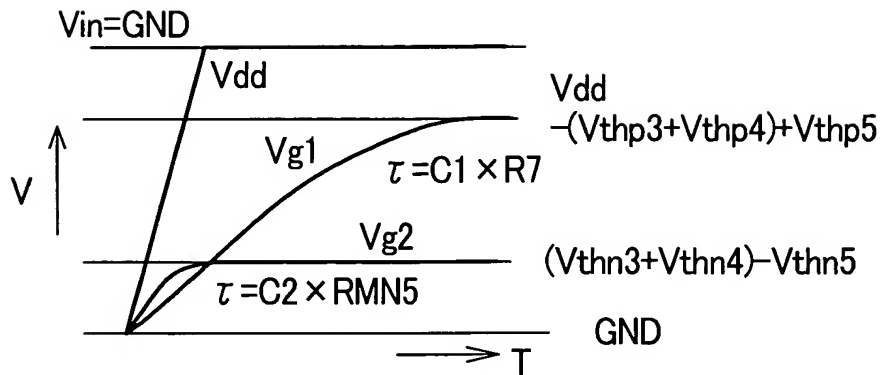 Vin=GND
Vdd
Vdd
-(Vthp3+Vthp4)+Vthp5
Vg1
τ=C1×R7
V
Vg2
(Vthn3+Vthn4)-Vthn5
τ=C2×RMN5
GND
T